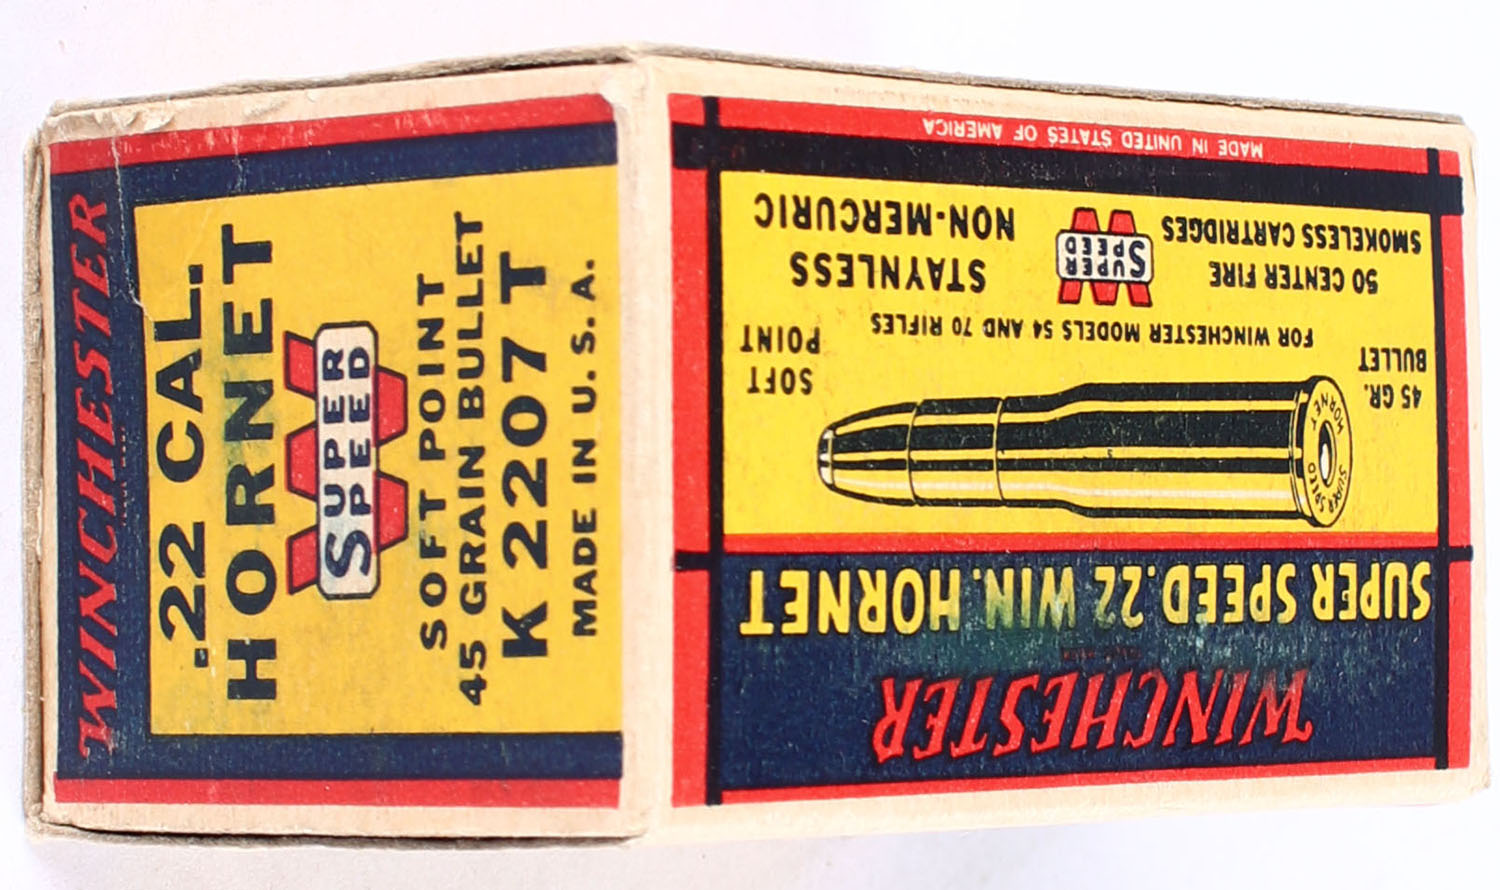 WINCHESTER
.22 CAL.
HORNET
SUPER
SPEED
SOFT POINT
45 GRAIN BULLET
K 2207 T
MADE IN U.S.A.
WINCHESTER
SUPER SPEED .22 WIN. HORNET
HORNET
SUPER SPEED
45 GR.
BULLET
SOFT
POINT
FOR WINCHESTER MODELS 54 AND 70 RIFLES
50 CENTER FIRE
SMOKELESS CARTRIDGES
SUPER
SPEED
STAYNLESS
NON-MERCURIC
MADE IN UNITED STATES OF AMERICA